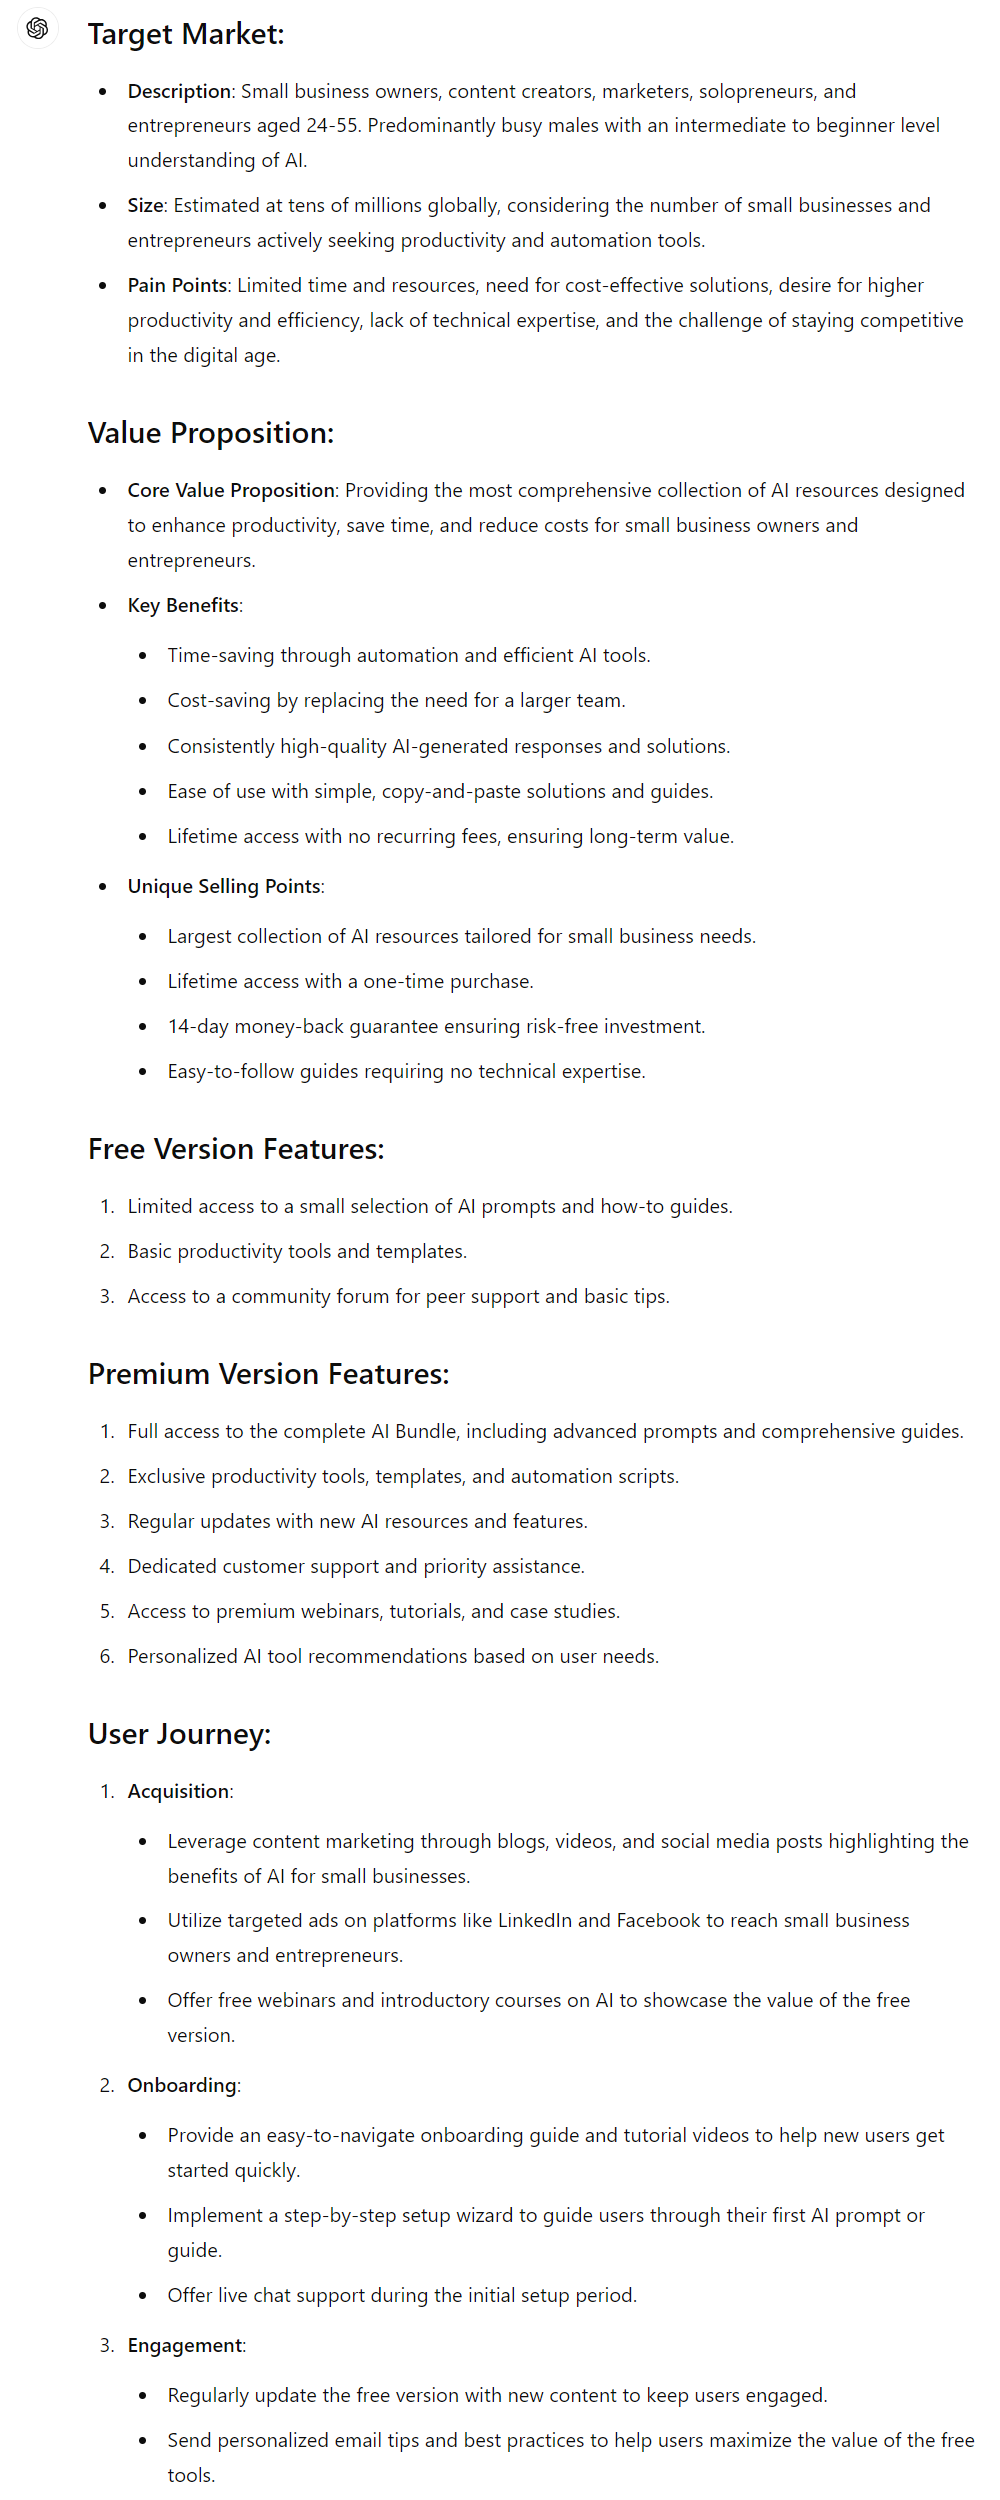 Target Market:
• Description: Small business owners, content creators, marketers, solopreneurs, and
entrepreneurs aged 24-55. Predominantly busy males with an intermediate to beginner level
understanding of AI.
• Size: Estimated at tens of millions globally, considering the number of small businesses and
entrepreneurs actively seeking productivity and automation tools.
• Pain Points: Limited time and resources, need for cost-effective solutions, desire for higher
productivity and efficiency, lack of technical expertise, and the challenge of staying competitive
in the digital age.
Value Proposition:
• Core Value Proposition: Providing the most comprehensive collection of AI resources designed
to enhance productivity, save time, and reduce costs for small business owners and
entrepreneurs.
• Key Benefits:
• Time-saving through automation and efficient AI tools.
• Cost-saving by replacing the need for a larger team.
• Consistently high-quality AI-generated responses and solutions.
• Ease of use with simple, copy-and-paste solutions and guides.
• Lifetime access with no recurring fees, ensuring long-term value.
• Unique Selling Points:
• Largest collection of AI resources tailored for small business needs.
• Lifetime access with a one-time purchase.
• 14-day money-back guarantee ensuring risk-free investment.
• Easy-to-follow guides requiring no technical expertise.
Free Version Features:
1. Limited access to a small selection of AI prompts and how-to guides.
2. Basic productivity tools and templates.
3. Access to a community forum for peer support and basic tips.
Premium Version Features:
1. Full access to the complete AI Bundle, including advanced prompts and comprehensive guides.
2. Exclusive productivity tools, templates, and automation scripts.
3. Regular updates with new AI resources and features.
4. Dedicated customer support and priority assistance.
5. Access to premium webinars, tutorials, and case studies.
6. Personalized AI tool recommendations based on user needs.
User Journey:
1. Acquisition:
• Leverage content marketing through blogs, videos, and social media posts highlighting the
benefits of AI for small businesses.
• Utilize targeted ads on platforms like LinkedIn and Facebook to reach small business
owners and entrepreneurs.
• Offer free webinars and introductory courses on AI to showcase the value of the free
version.
2. Onboarding:
• Provide an easy-to-navigate onboarding guide and tutorial videos to help new users get
started quickly.
• Implement a step-by-step setup wizard to guide users through their first AI prompt or
guide.
• Offer live chat support during the initial setup period.
3. Engagement:
• Regularly update the free version with new content to keep users engaged.
• Send personalized email tips and best practices to help users maximize the value of the free
tools.